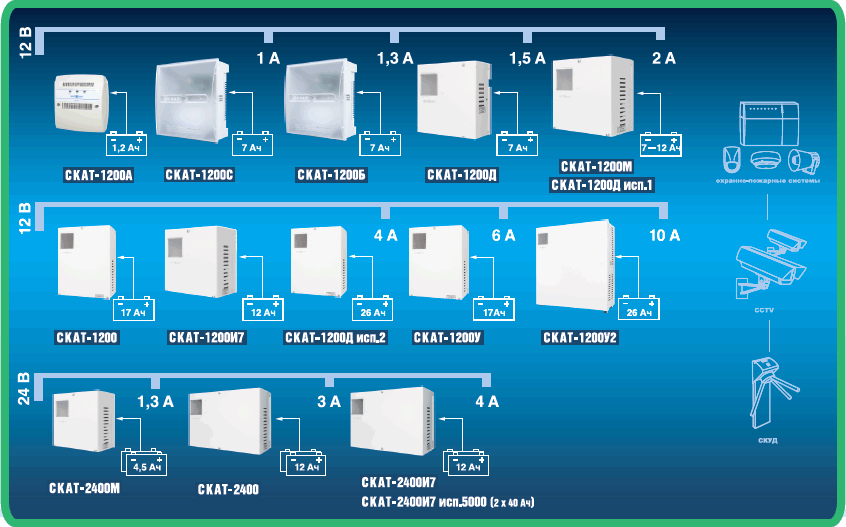 12 В
1 А
1,3 А
1,5 А
2 А
- +
1,2 Ач
- +
7 Ач
- +
7 Ач
- +
7 Ач
- +
7—12 Ач
СКАТ-1200А
СКАТ-1200С
СКАТ-1200Б
СКАТ-1200Д
СКАТ-1200М
СКАТ-1200Д исп.1
охранно-пожарные системы
12 В
4 А
6 А
10 А
- +
17 Ач
- +
12 Ач
- +
26 Ач
- +
17Ач
- +
26 Ач
СКАТ-1200
СКАТ-1200И7
СКАТ-1200Д исп.2
СКАТ-1200У
СКАТ-1200У2
CCTV
24 В
1,3 А
3 А
4 А
- +
4,5 Ач
- +
12 Ач
- +
12 Ач
СКАТ-2400М
СКАТ-2400
СКАТ-2400И7
СКАТ-2400И7 исп.5000 (2 x 40 Ач)
СКУД